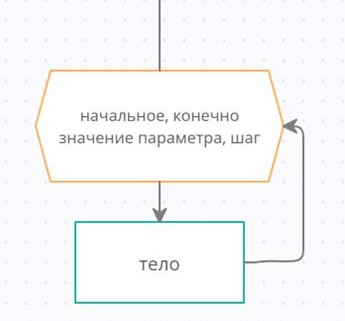 начальное, конечно
значение параметра, шаг
тело